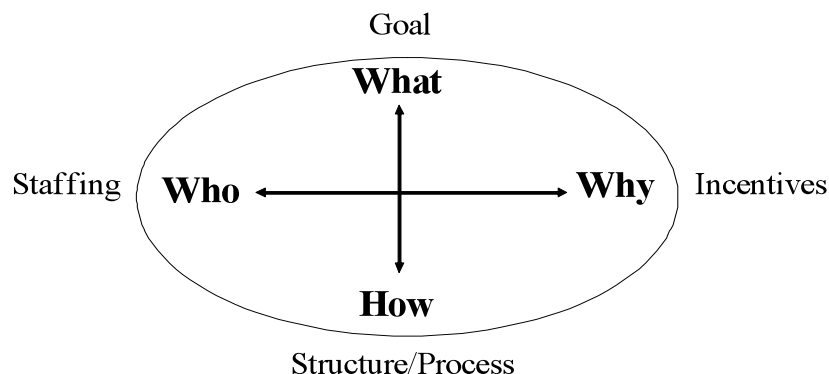 Goal
What
Staffing Who Why Incentives
How
Structure/Process